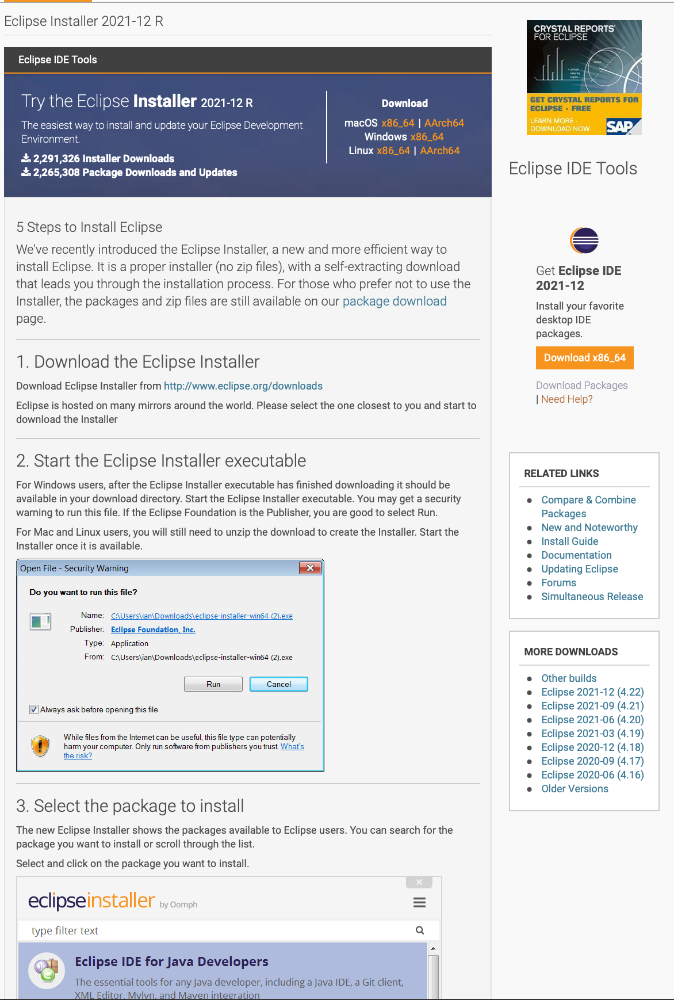 Eclipse Installer 2021-12 R
Eclipse IDE Tools
Try the Eclipse Installer 2021-12 R
The easiest way to install and update your Eclipse Development
Environment.
2,291,326 Installer Downloads
2,265,308 Package Downloads and Updates
Download
macOS x86_64 | AArch64
Windows x86_64
Linux x86_64 | AArch64
5 Steps to Install Eclipse
We've recently introduced the Eclipse Installer, a new and more efficient way to
install Eclipse. It is a proper installer (no zip files), with a self-extracting download
that leads you through the installation process. For those who prefer not to use the
Installer, the packages and zip files are still available on our package download
page.
1. Download the Eclipse Installer
Download Eclipse Installer from http://www.eclipse.org/downloads
Eclipse is hosted on many mirrors around the world. Please select the one closest to you and start to
download the Installer
2. Start the Eclipse Installer executable
For Windows users, after the Eclipse Installer executable has finished downloading it should be
available in your download directory. Start the Eclipse Installer executable. You may get a security
warning to run this file. If the Eclipse Foundation is the Publisher, you are good to select Run.
For Mac and Linux users, you will still need to unzip the download to create the Installer. Start the
Installer once it is available.
Open File - Security Warning
Do you want to run this file?
Name: C:\Users\ian\Downloads\eclipse-installer-win64 (2).exe
Publisher: Eclipse Foundation, Inc.
Type: Application
From: C:\Users\ian\Downloads\eclipse-installer-win64 (2).exe
Run Cancel
Always ask before opening this file
While files from the Internet can be useful, this file type can potentially
harm your computer. Only run software from publishers you trust. What's
the risk?
3. Select the package to install
The new Eclipse Installer shows the packages available to Eclipse users. You can search for the
package you want to install or scroll through the list.
Select and click on the package you want to install.
eclipseinstaller by Oomph
type filter text
Eclipse IDE for Java Developers
The essential tools for any Java developer, including a Java IDE, a Git client,
XML Editor, Mylyn, and Maven integration
CRYSTAL REPORTS®
FOR ECLIPSE
1. annual
sales by
region
GET CRYSTAL REPORTS FOR
ECLIPSE - FREE
LEARN MORE -
DOWNLOAD NOW
SAP
Eclipse IDE Tools
Get Eclipse IDE
2021-12
Install your favorite
desktop IDE
packages.
Download x86_64
Download Packages
| Need Help?
RELATED LINKS
Compare & Combine
Packages
New and Noteworthy
Install Guide
Documentation
Updating Eclipse
Forums
Simultaneous Release
MORE DOWNLOADS
Other builds
Eclipse 2021-12 (4.22)
Eclipse 2021-09 (4.21)
Eclipse 2021-06 (4.20)
Eclipse 2021-03 (4.19)
Eclipse 2020-12 (4.18)
Eclipse 2020-09 (4.17)
Eclipse 2020-06 (4.16)
Older Versions